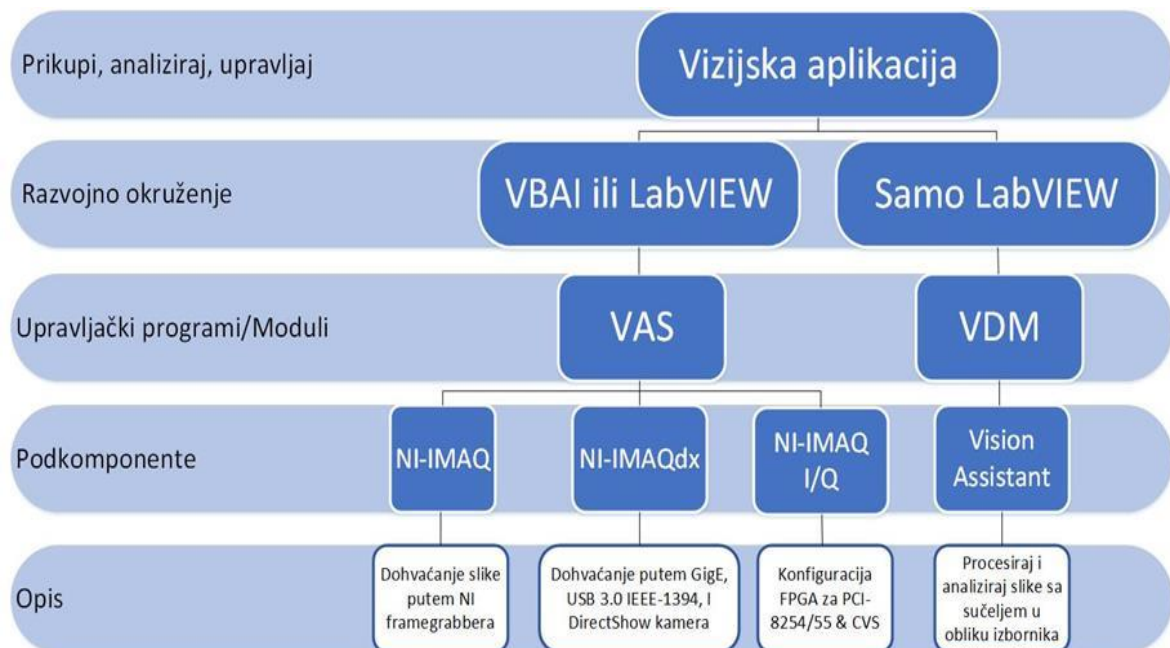 Prikupi, analiziraj, upravljaj
Vizijska aplikacija
Razvojno okruženje
VBAI ili LabVIEW
Samo LabVIEW
Upravljački programi/Moduli
VAS
VDM
Podkomponente
NI-IMAQ
NI-IMAQdx
NI-IMAQ
I/Q
Vision
Assistant
Opis
Dohvaćanje slike
putem NI
framegrabbera
Dohvaćanje putem GigE,
USB 3.0 IEEE-1394, I
DirectShow kamera
Konfiguracija
FPGA za PCI-
8254/55 & CVS
Procesiraj i
analiziraj slike sa
sučeljem u
obliku izbornika